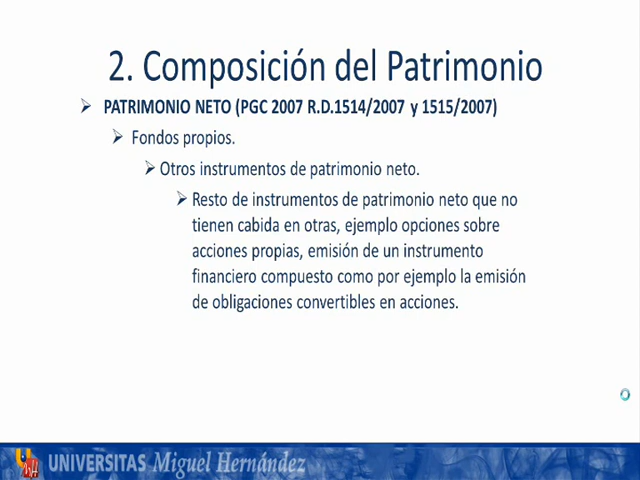 2. Composición del Patrimonio
PATRIMONIO NETO (PGC 2007 R.D.1514/2007 y 1515/2007)
Fondos propios.
Otros instrumentos de patrimonio neto.
Resto de instrumentos de patrimonio neto que no
tienen cabida en otras, ejemplo opciones sobre
acciones propias, emisión de un instrumento
financiero compuesto como por ejemplo la emisión
de obligaciones convertibles en acciones.
UNIVERSITAS Miguel Hernández